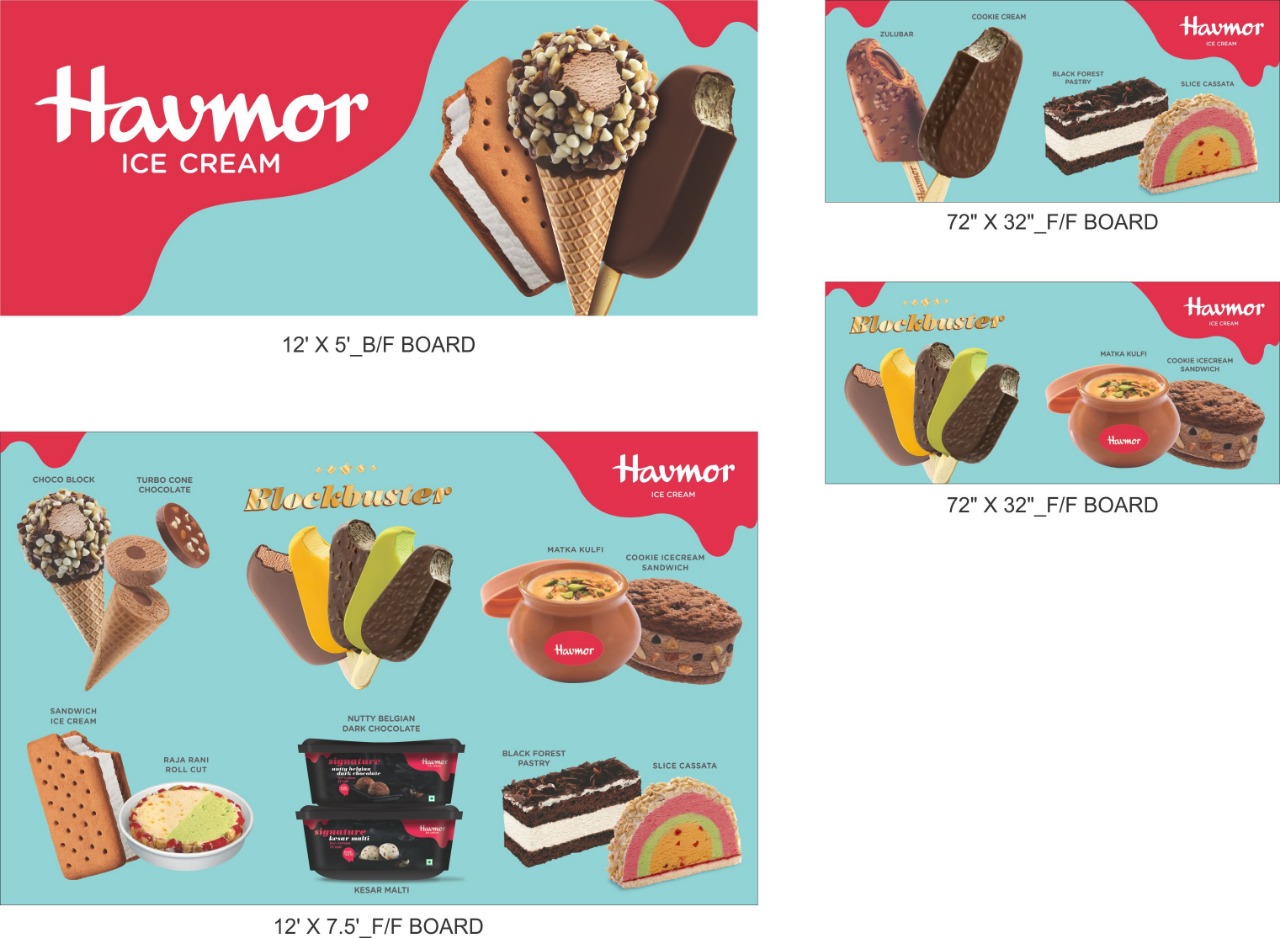 Havmor
ICE CREAM
12' X 5'_B/F BOARD
ZULUBAR
COOKIE CREAM
Havmor
ICE CREAM
BLACK FOREST
PASTRY
SLICE CASSATA
Havmor
72" X 32"_F/F BOARD
Blockbuster
Havmor
ICE CREAM
MATKA KULFI
COOKIE ICECREAM
SANDWICH
Havmor
72" X 32"_F/F BOARD
CHOCO BLOCK
TURBO CONE
CHOCOLATE
Blockbuster
Havmor
ICE CREAM
MATKA KULFI
COOKIE ICECREAM
SANDWICH
Havmor
SANDWICH
ICE CREAM
RAJA RANI
ROLL CUT
NUTTY BELGIAN
DARK CHOCOLATE
signature
nutty belgian
dark chocolate
Havmor
signature
kesar malti
Havmor
KESAR MALTI
BLACK FOREST
PASTRY
SLICE CASSATA
12' X 7.5'_F/F BOARD